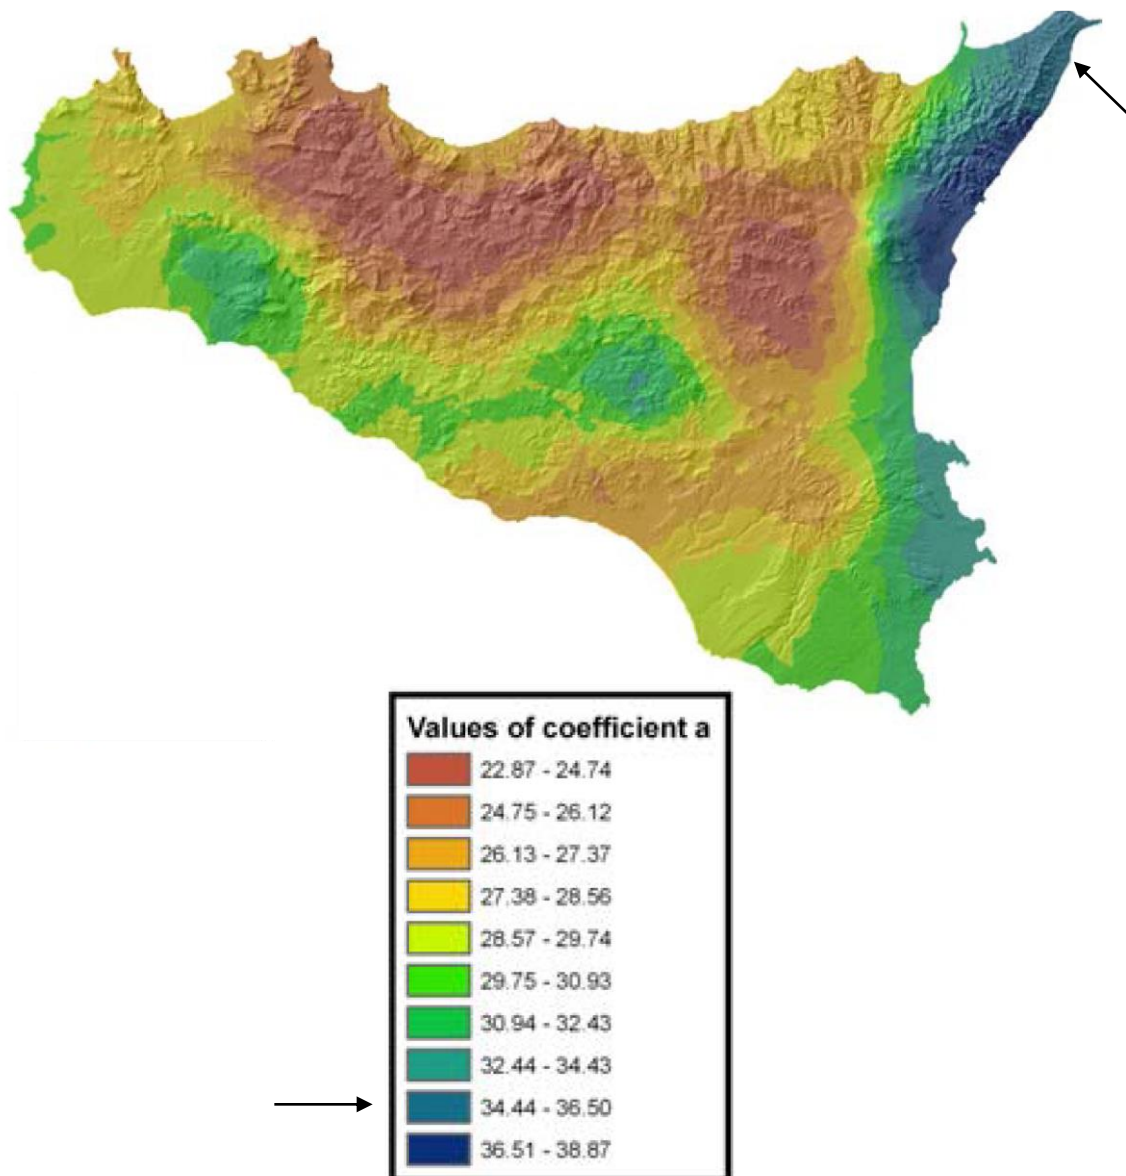 Values of coefficient a
22.87 - 24.74
24.75 - 26.12
26.13 - 27.37
27.38 - 28.56
28.57 - 29.74
29.75 - 30.93
30.94 - 32.43
32.44 - 34.43
34.44 - 36.50
36.51 - 38.87